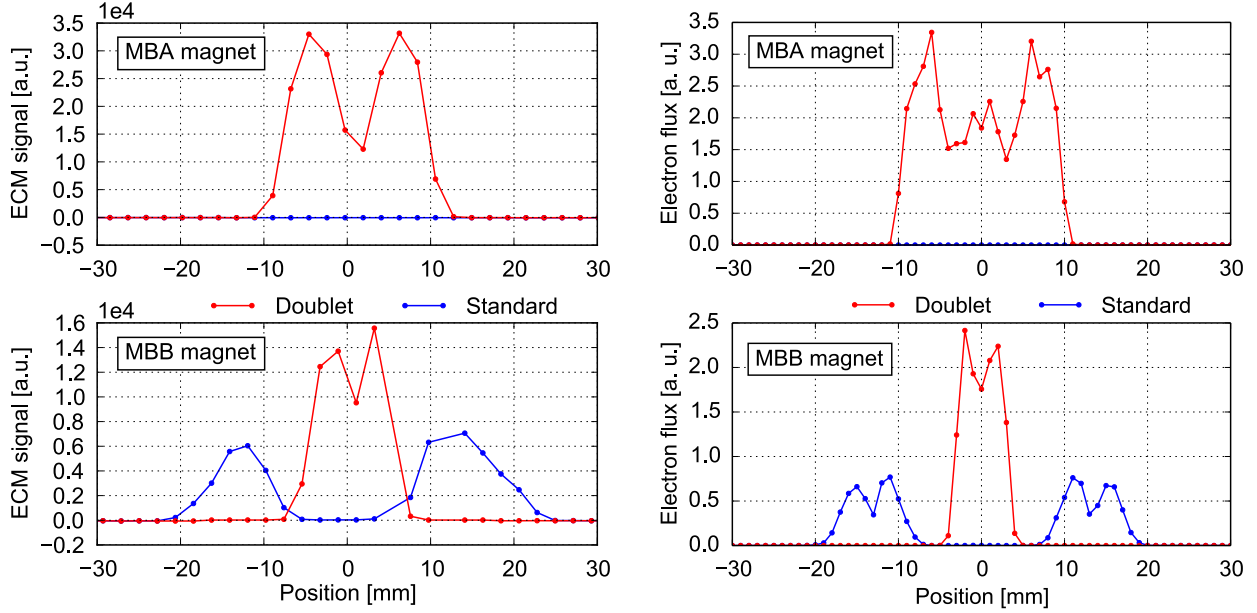 1e4
3.5
3.0
2.5
2.0
1.5
1.0
0.5
0.0
−0.5
ECM signal [a.u.]
MBA magnet
−30 −20 −10 0 10 20 30
3.5
3.0
2.5
2.0
1.5
1.0
0.5
0.0
Electron flux [a. u.]
MBA magnet
−30 −20 −10 0 10 20 30
Doublet Standard
1e4
1.6
1.4
1.2
1.0
0.8
0.6
0.4
0.2
0.0
−0.2
ECM signal [a.u.]
MBB magnet
−30 −20 −10 0 10 20 30
Position [mm]
Doublet Standard
2.5
2.0
1.5
1.0
0.5
0.0
Electron flux [a. u.]
MBB magnet
−30 −20 −10 0 10 20 30
Position [mm]